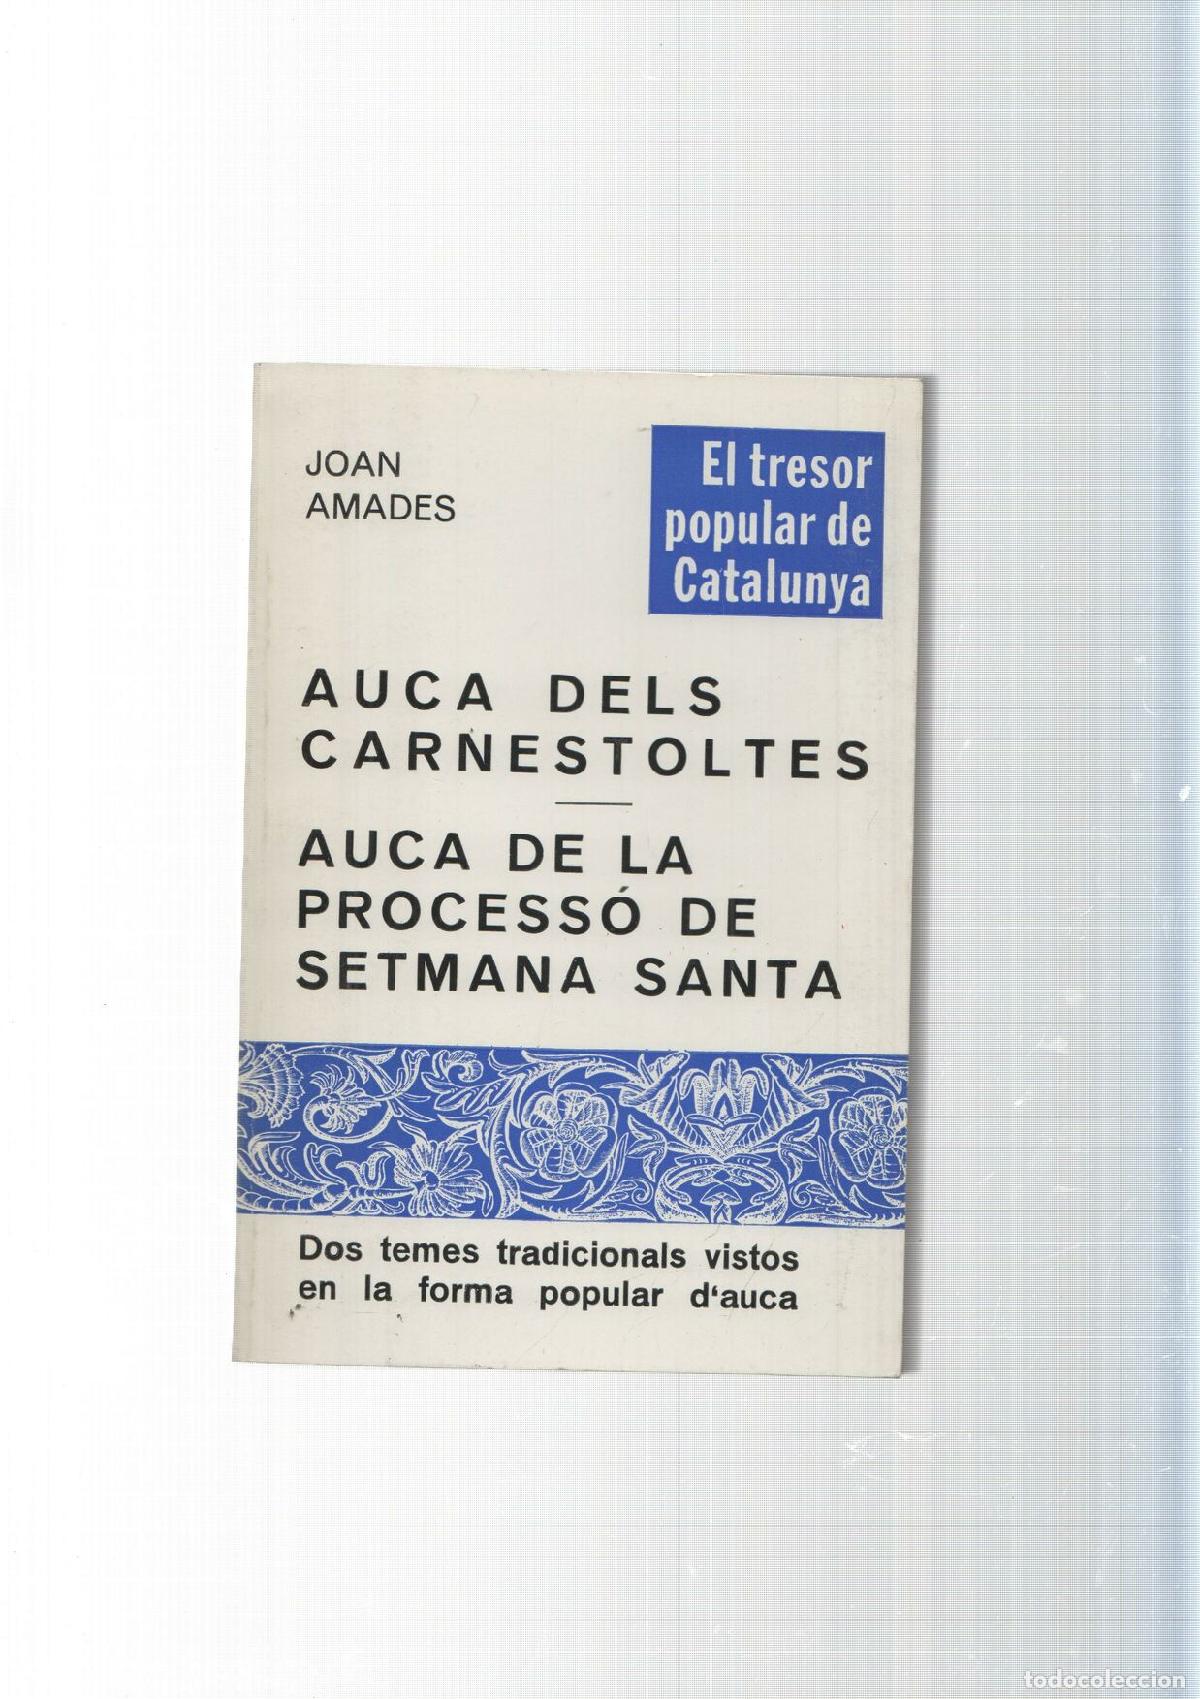 JOAN
AMADES
El tresor
popular de
Catalunya
AUCA DELS
CARNESTOLTES
AUCA DE LA
PROCESSÓ DE
SETMANA SANTA
Dos temes tradicionals vistos
en la forma popular d'auca
todocoleccion